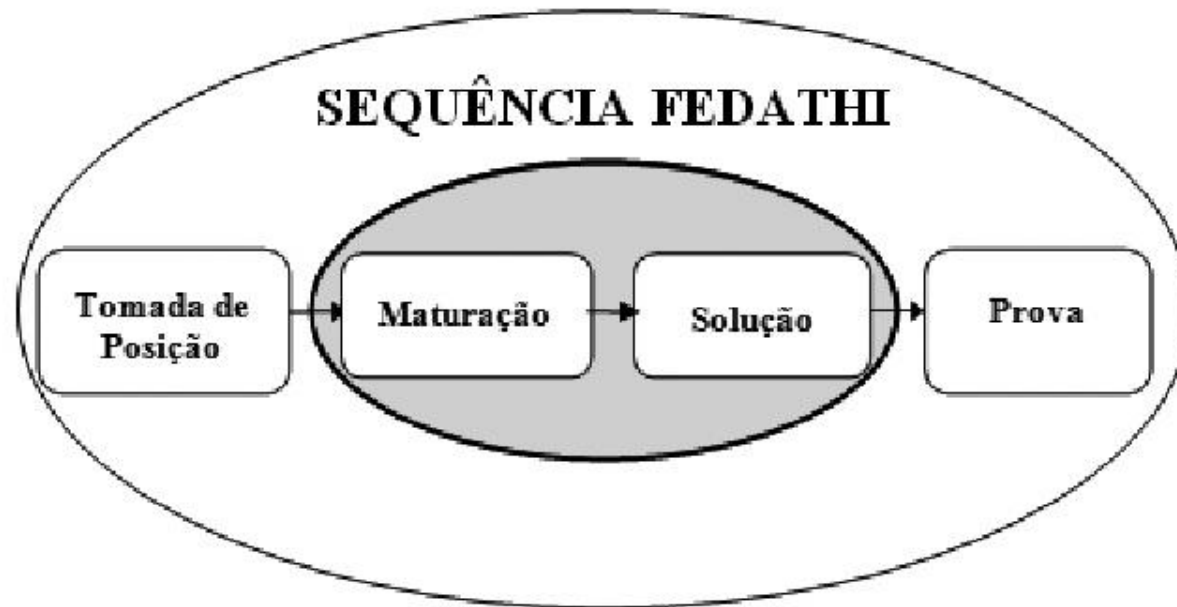 SEQUÊNCIA FEDATHI
Tomada de
Posição
Maturação
Solução
Prova